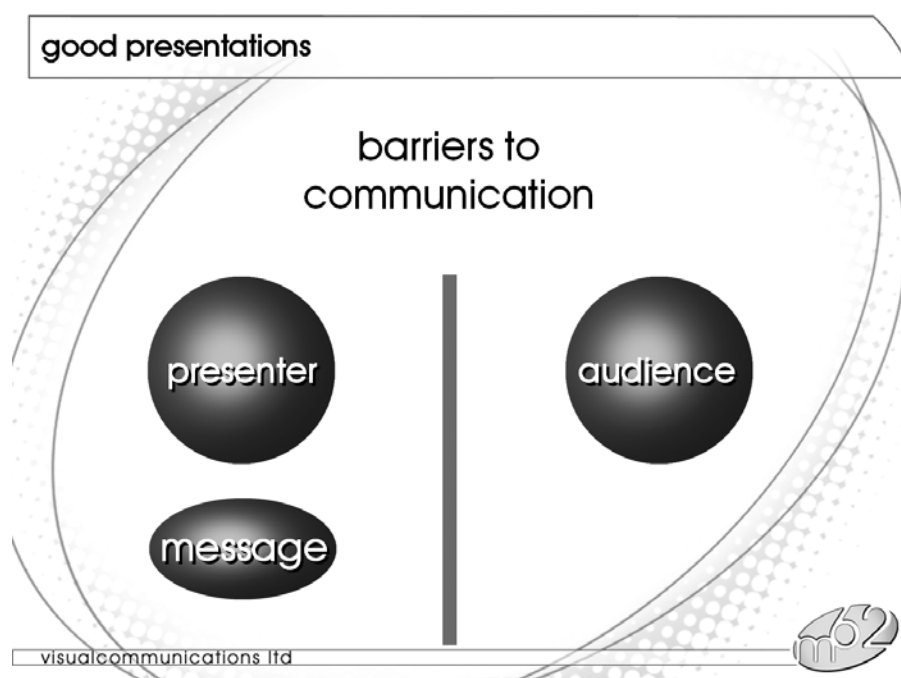 good presentations
barriers to
communication
presenter
audience
message
visualcommunications ltd
m62